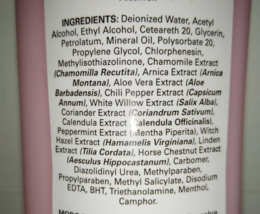 INGREDIENTS: Deionized Water, Acetyl
Alcohol, Ethyl Alcohol, Ceteareth 20, Glycerin,
Petrolatum, Mineral Oil, Polysorbate 20,
Propylene Glycol, Chlorphenesin,
Methylisothiazolinone, Chamomile Extract
(Chamomilla Recutita), Arnica Extract (Arnica
Montana), Aloe Vera Extract (Aloe
Barbadensis), Chili Pepper Extract (Capsicum
Annum), White Willow Extract (Salix Alba),
Coriander Extract (Coriandrum Sativum),
Calendula Extract (Calendula Officinalis),
Peppermint Extract (Mentha Piperita), Witch
Hazel Extract (Hamamelis Virginiana), Linden
Extract (Tilia Cordata), Horse Chestnut Extract
(Aesculus Hippocastanum), Carbomer,
Diazolidinyl Urea, Methylparaben,
Propylparaben, Methyl Salicylate, Disodium
EDTA, BHT, Triethanolamine, Menthol,
Camphor.